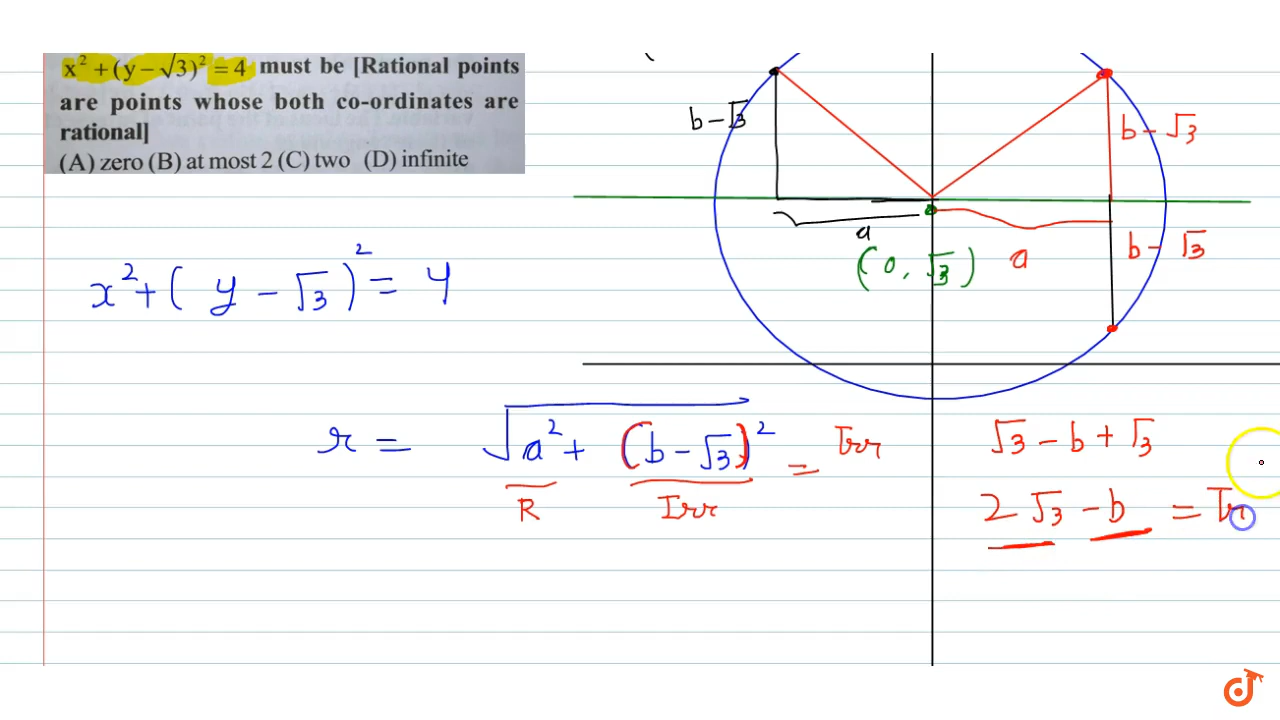 x² + (y − √3)² = 4 must be [Rational points
are points whose both co-ordinates are
rational]
(A) zero (B) at most 2 (C) two (D) infinite
b − √3
b − √3
a
a
b − √3
(0, √3)
x² + (y − √3)² = 4
r = √a² + (b − √3)² = Irr
R
Irr
√3 − b + √3
2√3 − b = Irr